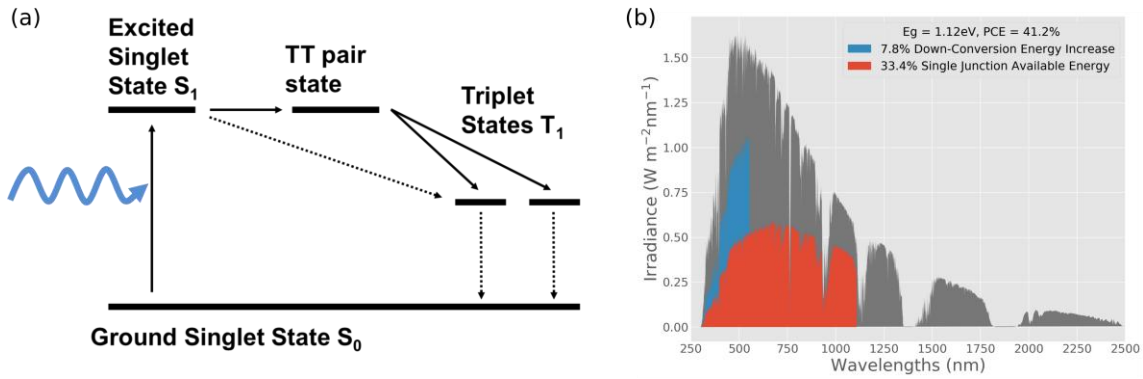 (a)
Excited
Singlet
State S₁
TT pair
state
Triplet
States T₁
Ground Singlet State S₀
(b)
Eg = 1.12eV, PCE = 41.2%
7.8% Down-Conversion Energy Increase
33.4% Single Junction Available Energy
Irradiance (W m⁻²nm⁻¹)
1.50
1.25
1.00
0.75
0.50
0.25
0.00
250 500 750 1000 1250 1500 1750 2000 2250 2500
Wavelengths (nm)